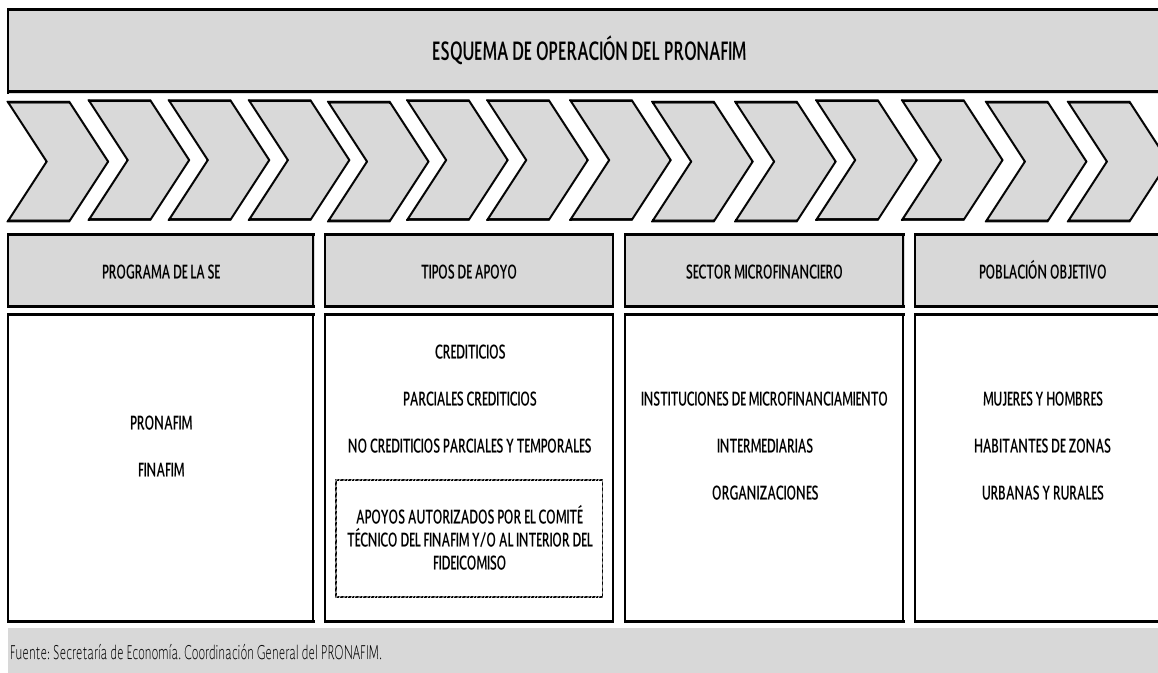 ESQUEMA DE OPERACIÓN DEL PRONAFIM
PROGRAMA DE LA SE
PRONAFIM
FINAFIM
TIPOS DE APOYO
CREDITICIOS
PARCIALES CREDITICIOS
NO CREDITICIOS PARCIALES Y TEMPORALES
APOYOS AUTORIZADOS POR EL COMITÉ
TÉCNICO DEL FINAFIM Y/O AL INTERIOR DEL
FIDEICOMISO
SECTOR MICROFINANCIERO
INSTITUCIONES DE MICROFINANCIAMIENTO
INTERMEDIARIAS
ORGANIZACIONES
POBLACIÓN OBJETIVO
MUJERES Y HOMBRES
HABITANTES DE ZONAS
URBANAS Y RURALES
Fuente: Secretaría de Economía. Coordinación General del PRONAFIM.